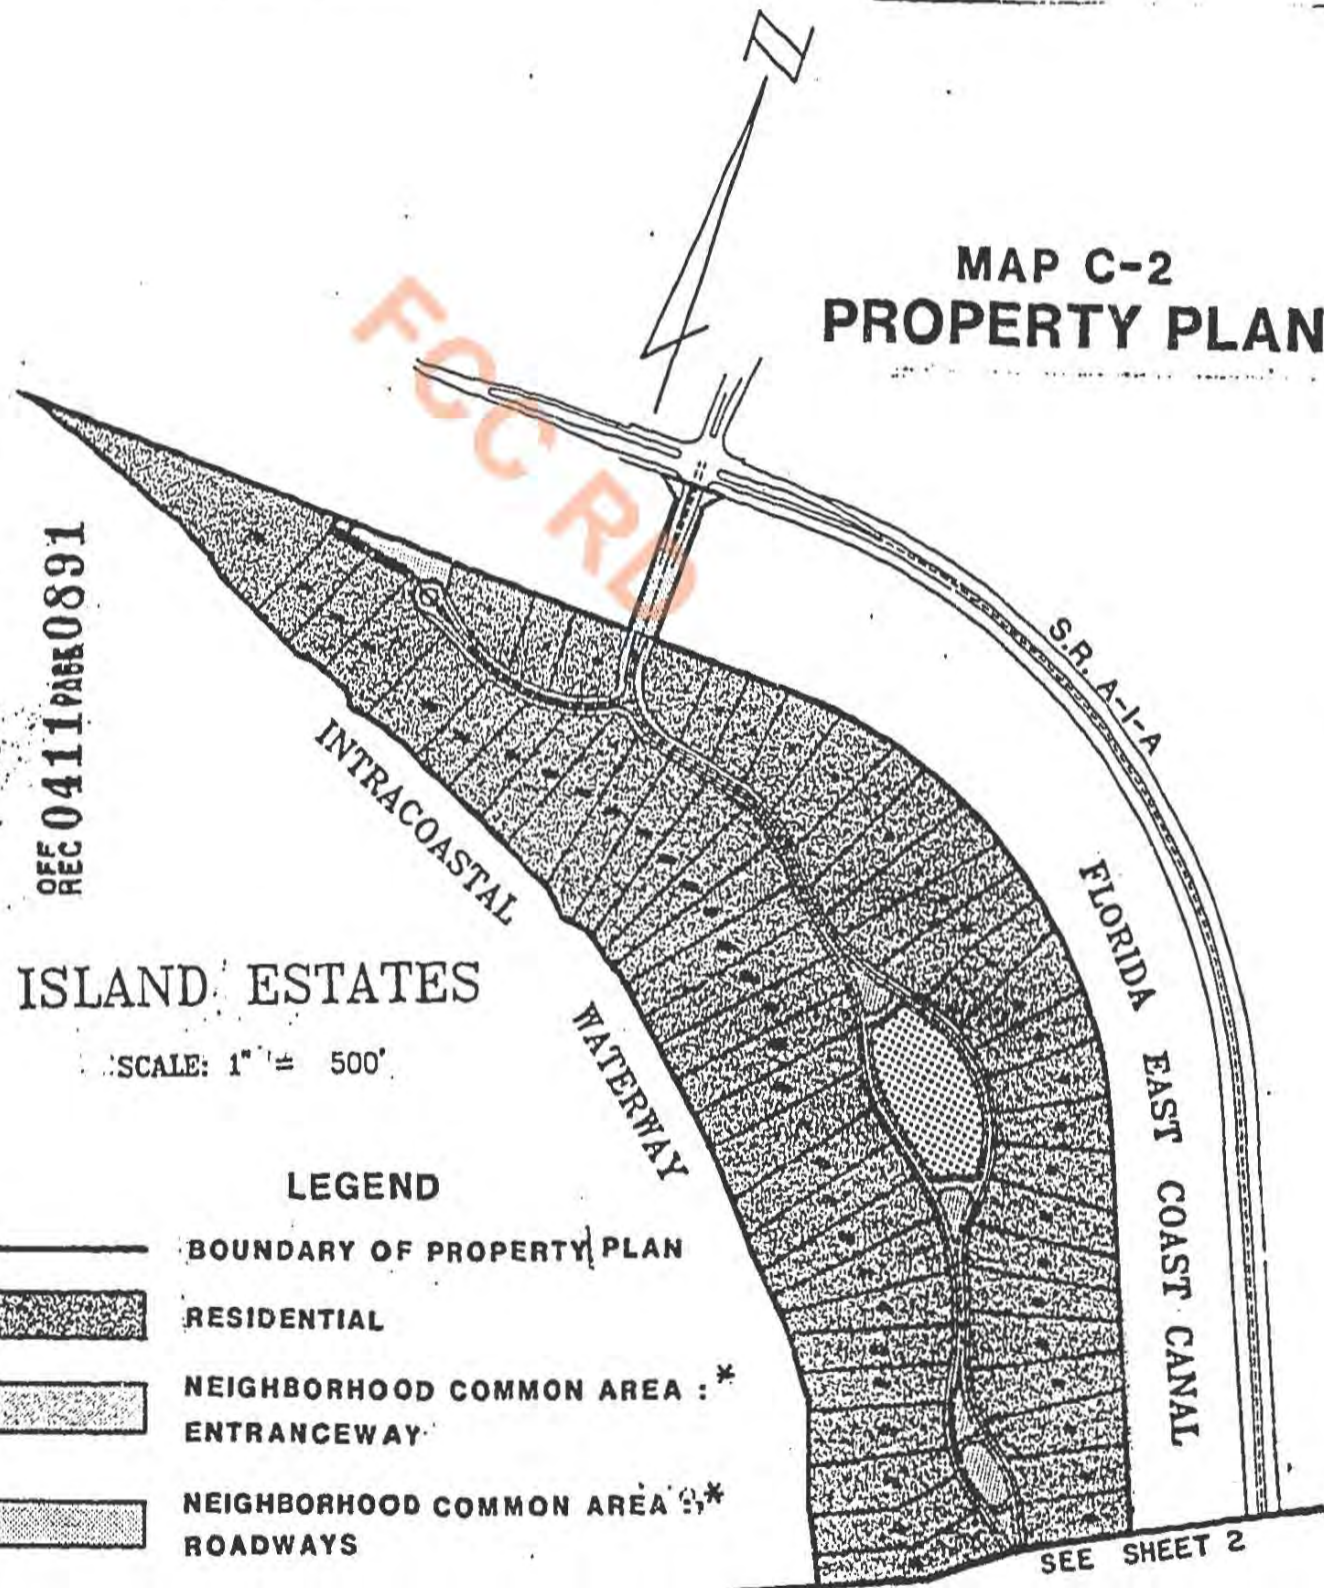 N
MAP C-2
PROPERTY PLAN
FCC RD
OFF
REC 0411 PAGE 0891
S.R. A-1-A
INTRACOASTAL
WATERWAY
FLORIDA EAST COAST CANAL
ISLAND ESTATES
SCALE: 1" = 500'
LEGEND
BOUNDARY OF PROPERTY PLAN
RESIDENTIAL
NEIGHBORHOOD COMMON AREA : *
ENTRANCEWAY
NEIGHBORHOOD COMMON AREA : *
ROADWAYS
SEE SHEET 2